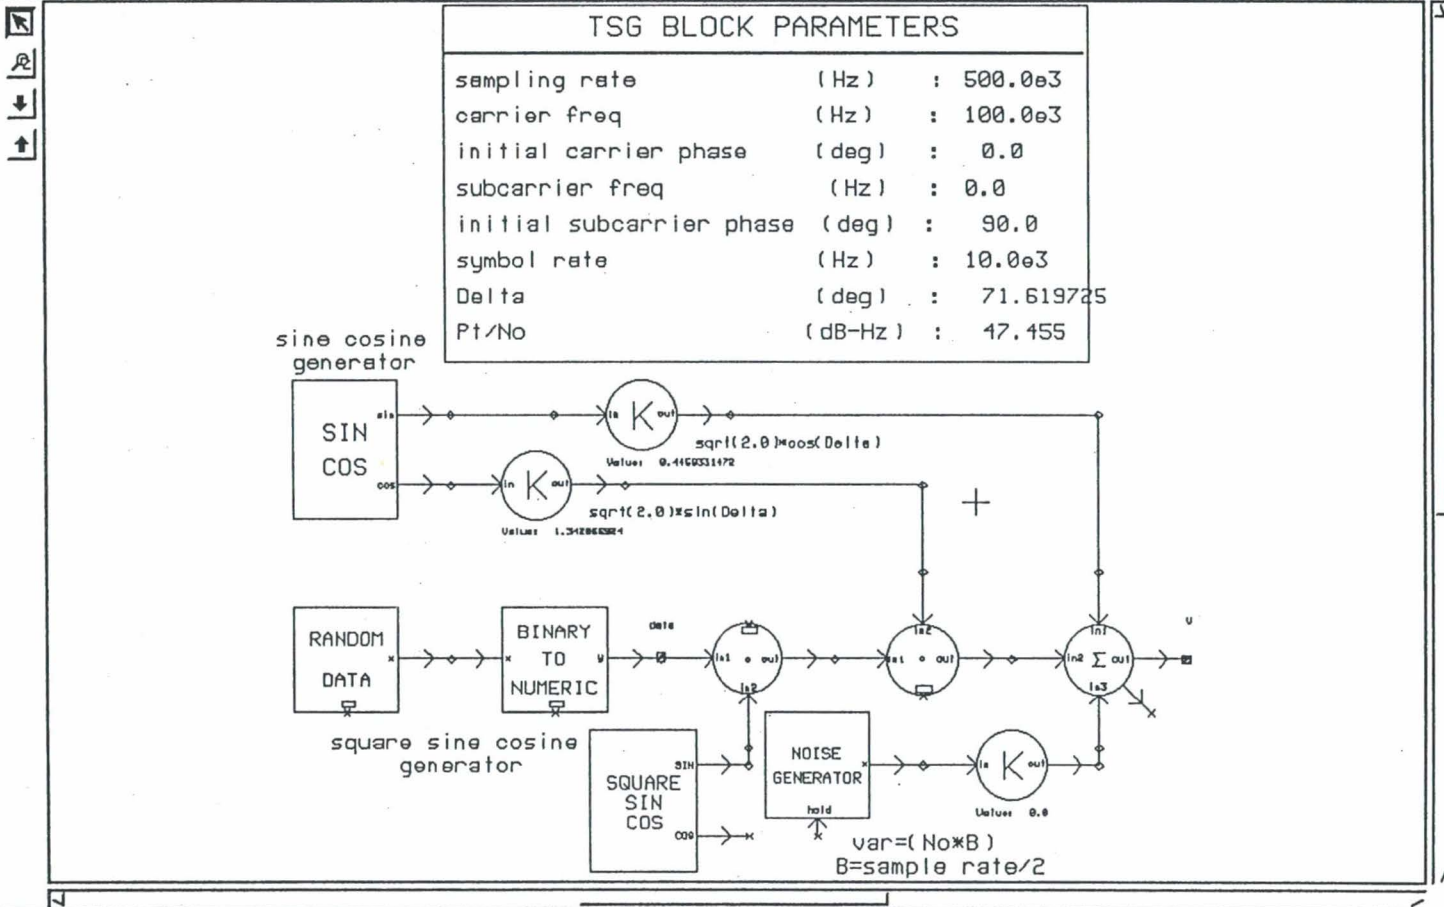 TSG BLOCK PARAMETERS
sampling rate (Hz) : 500.0e3
carrier freq (Hz) : 100.0e3
initial carrier phase (deg) : 0.0
subcarrier freq (Hz) : 0.0
initial subcarrier phase (deg) : 90.0
symbol rate (Hz) : 10.0e3
Delta (deg) : 71.619725
Pt/No (dB-Hz) : 47.455
sine cosine
generator
SIN
COS
sin
cos
in K out
sqrt(2.0)*cos(Delta)
Value:
in K out
sqrt(2.0)*sin(Delta)
Value:
RANDOM
DATA
x
BINARY
TO
NUMERIC
x
y
data
in1 out
in2
in2
in1 out
in1
in2 Σ out
in3
v
square sine cosine
generator
SQUARE
SIN
COS
SIN
COS
NOISE
GENERATOR
x
hold
in K out
Value: 0.0
var=(No*B)
B=sample rate/2